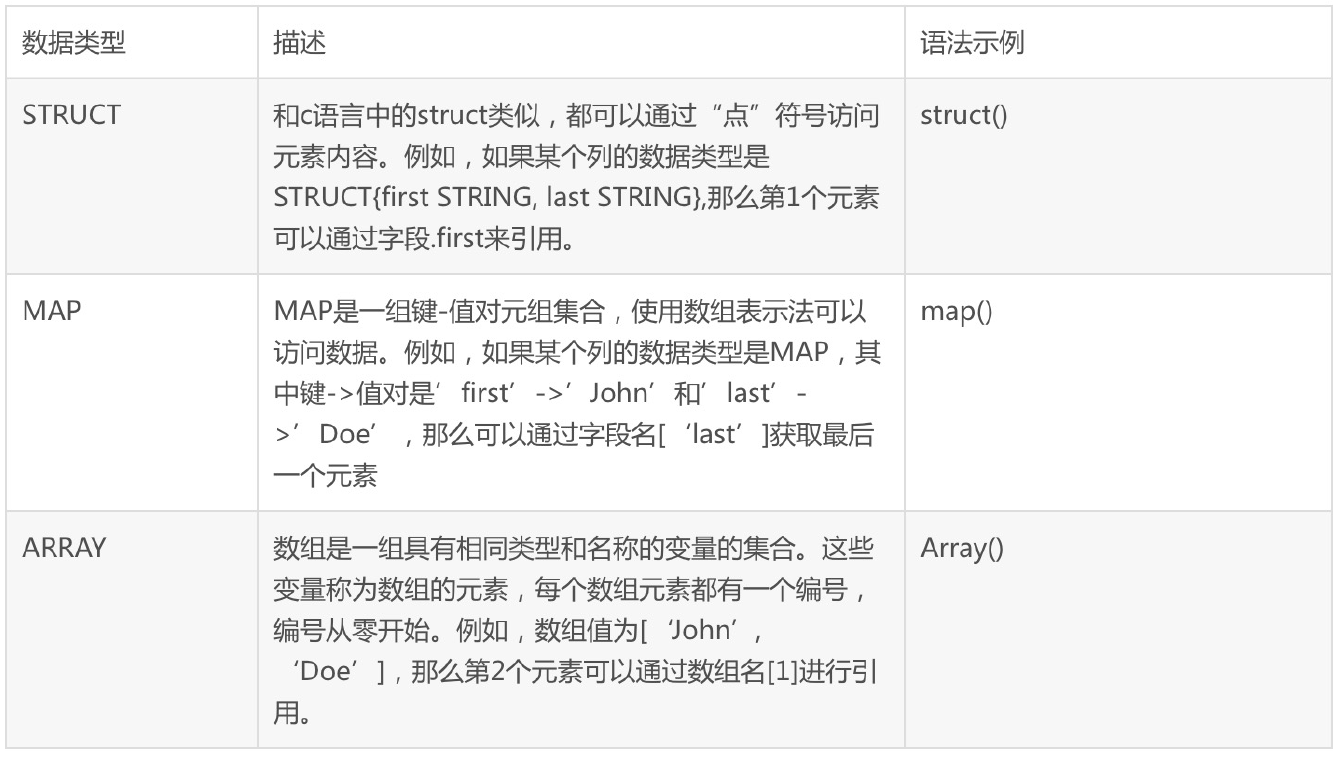 数据类型
描述
语法示例
STRUCT
和c语言中的struct类似，都可以通过“点”符号访问
元素内容。例如，如果某个列的数据类型是
STRUCT{first STRING, last STRING},那么第1个元素
可以通过字段.first来引用。
struct()
MAP
MAP是一组键-值对元组集合，使用数组表示法可以
访问数据。例如，如果某个列的数据类型是MAP，其
中键->值对是’first’->’John’和’last’-
>’Doe’，那么可以通过字段名[‘last’]获取最后
一个元素
map()
ARRAY
数组是一组具有相同类型和名称的变量的集合。这些
变量称为数组的元素，每个数组元素都有一个编号，
编号从零开始。例如，数组值为[‘John’,
‘Doe’]，那么第2个元素可以通过数组名[1]进行引
用。
Array()